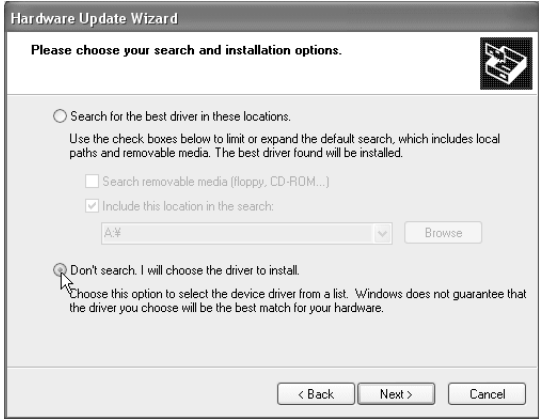 Hardware Update Wizard
Please choose your search and installation options.
Search for the best driver in these locations.
Use the check boxes below to limit or expand the default search, which includes local
paths and removable media. The best driver found will be installed.
Search removable media (floppy, CD-ROM...)
Include this location in the search:
A:¥
Browse
Don't search. I will choose the driver to install.
Choose this option to select the device driver from a list. Windows does not guarantee that
the driver you choose will be the best match for your hardware.
< Back Next > Cancel